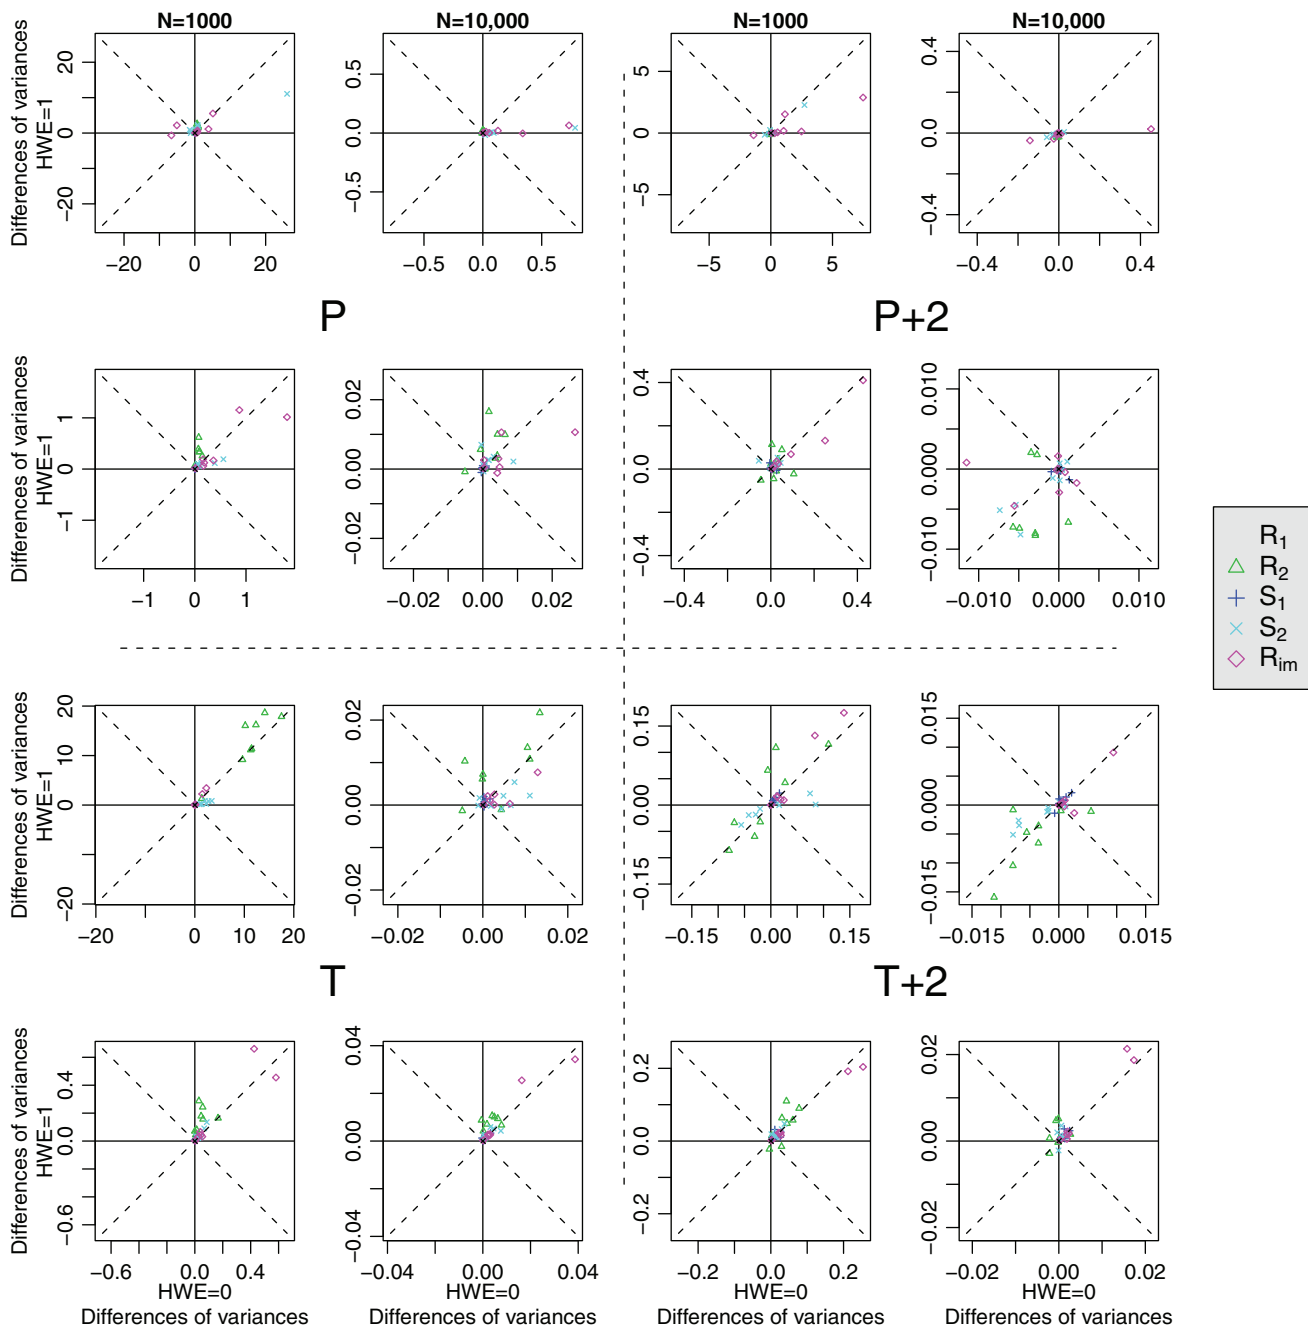 N=1000 N=10,000 N=1000 N=10,000
Differences of variances
HWE=1
20 0 −20
0.5 0.0 −0.5
5 0 −5
0.4 0.0 −0.4
−20 0 20
−0.5 0.0 0.5
−5 0 5
−0.4 0.0 0.4
P P+2
Differences of variances
HWE=1
1 0 −1
0.02 0.00 −0.02
0.4 0.0 −0.4
0.010 0.000 −0.010
−1 0 1
−0.02 0.00 0.02
−0.4 0.0 0.4
−0.010 0.000 0.010
R1
R2
S1
S2
Rim
Differences of variances
HWE=1
20 10 0 −20
0.02 0.00 −0.02
0.15 0.00 −0.15
0.015 0.000 −0.015
−20 0 10 20
−0.02 0.00 0.02
−0.15 0.00 0.15
−0.015 0.000 0.015
T T+2
Differences of variances
HWE=1
0.4 0.0 −0.6
0.04 0.00 −0.04
0.2 0.0 −0.2
0.02 0.00 −0.02
−0.6 0.0 0.4
−0.04 0.00 0.04
−0.2 0.0 0.2
−0.02 0.00 0.02
HWE=0 HWE=0 HWE=0 HWE=0
Differences of variances Differences of variances Differences of variances Differences of variances